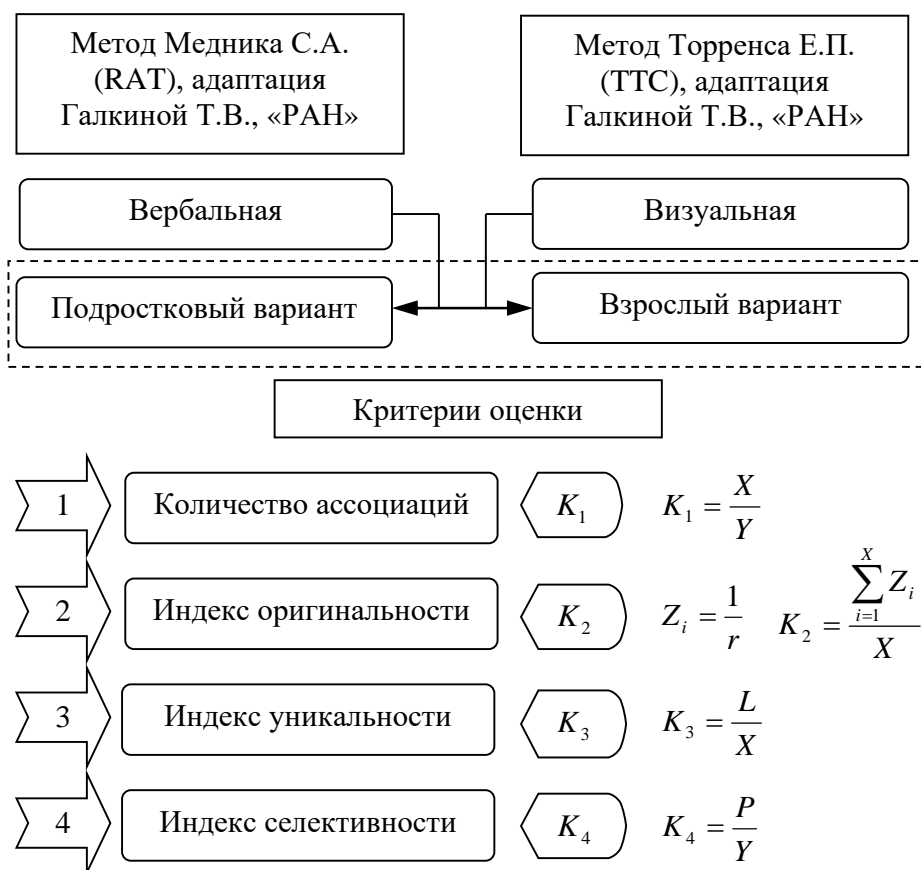 Метод Медника С.А.
(RAT), адаптация
Галкиной Т.В., «РАН»
Метод Торренса Е.П.
(TTC), адаптация
Галкиной Т.В., «РАН»
Вербальная
Визуальная
Подростковый вариант
Взрослый вариант
Критерии оценки
1 Количество ассоциаций K₁ K₁ = X/Y
2 Индекс оригинальности K₂ Zᵢ = 1/r K₂ = ∑ᵢ₌₁ˣ Zᵢ / X
3 Индекс уникальности K₃ K₃ = L/X
4 Индекс селективности K₄ K₄ = P/Y